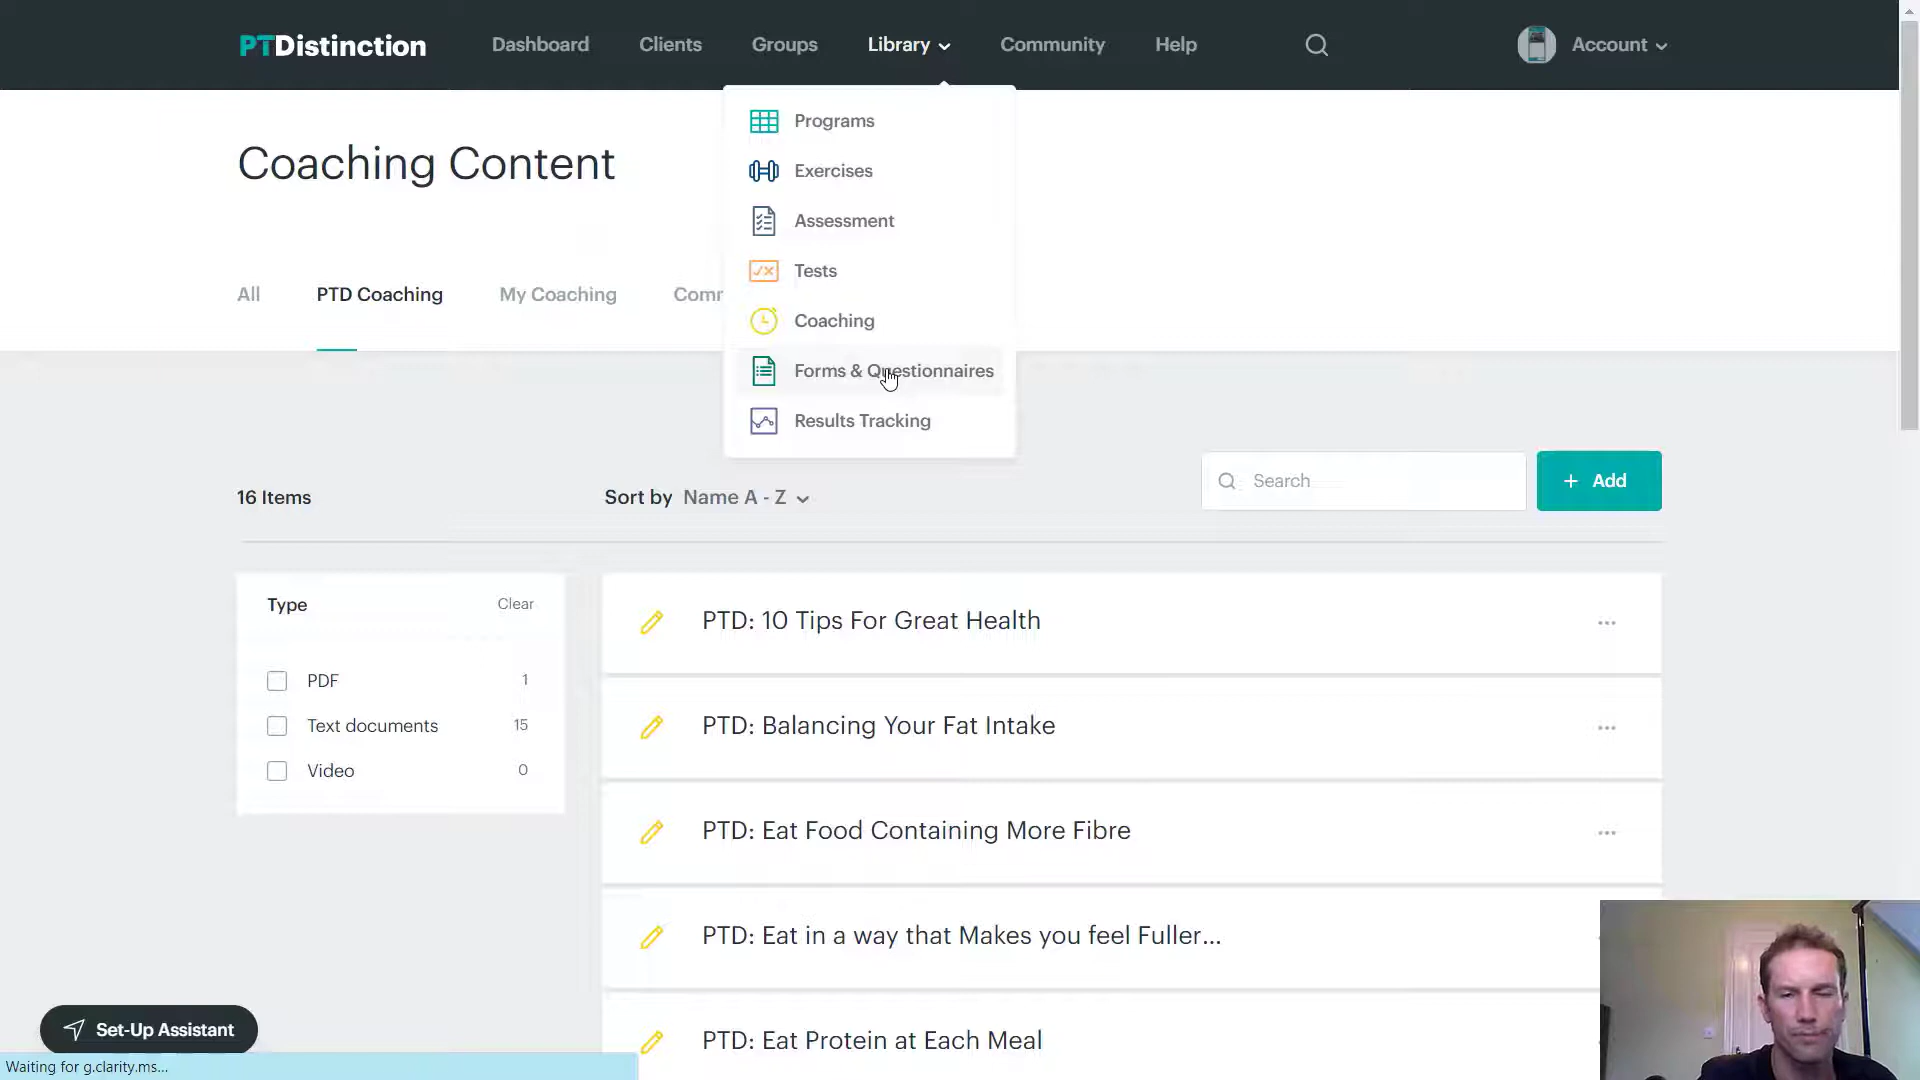 PTDistinction
Dashboard
Clients
Groups
Library
Community
Help
Account
Programs
Exercises
Assessment
Tests
Coaching
Forms & Questionnaires
Results Tracking
Coaching Content
All
PTD Coaching
My Coaching
Comm
16 Items
Sort by Name A - Z
Search
+ Add
Type
Clear
PDF 1
Text documents 15
Video 0
PTD: 10 Tips For Great Health
PTD: Balancing Your Fat Intake
PTD: Eat Food Containing More Fibre
PTD: Eat in a way that Makes you feel Fuller...
PTD: Eat Protein at Each Meal
Set-Up Assistant
Waiting for g.clarity.ms...